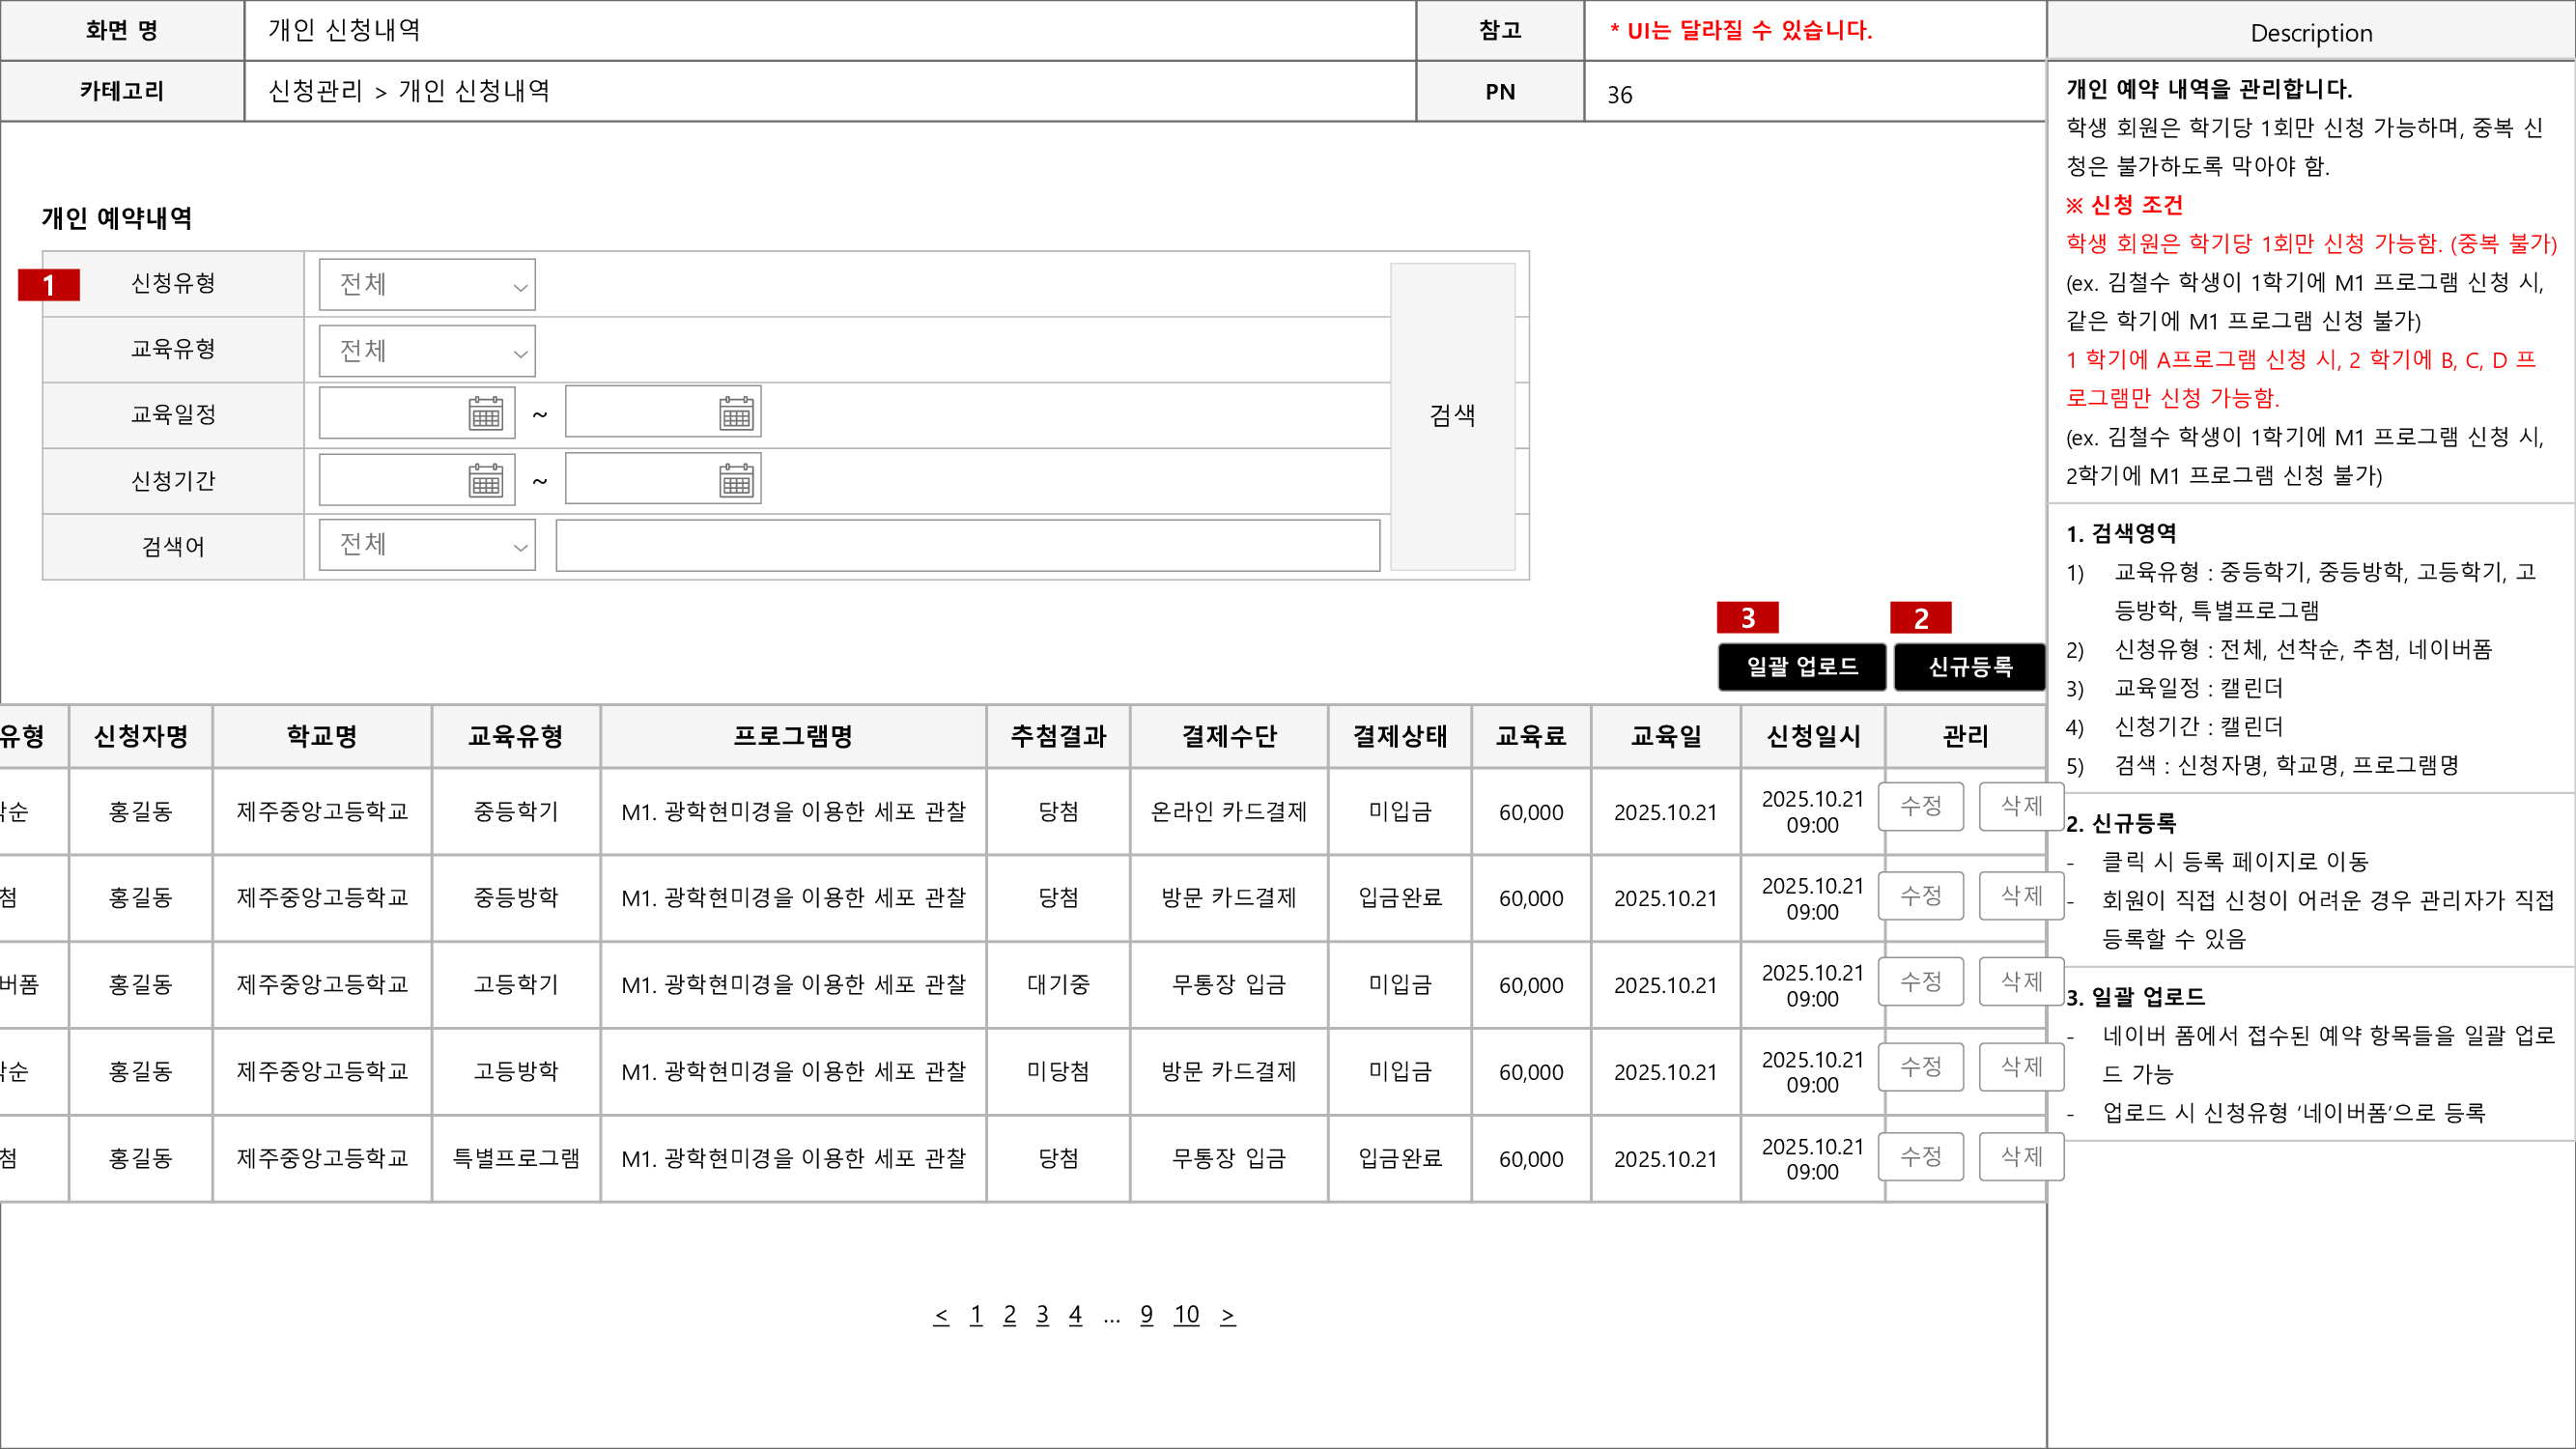 화면 명
개인 신청내역
참고
* UI는 달라질 수 있습니다.
카테고리
신청관리 > 개인 신청내역
PN
36
개인 예약내역
1
신청유형
전체
교육유형
전체
교육일정
~
신청기간
~
검색어
전체
검색
3
2
일괄 업로드
신규등록
유형 신청자명 학교명 교육유형 프로그램명 추첨결과 결제수단 결제상태 교육료 교육일 신청일시 관리
순 홍길동 제주중앙고등학교 중등학기 M1. 광학현미경을 이용한 세포 관찰 당첨 온라인 카드결제 미입금 60,000 2025.10.21 2025.10.21 09:00 수정 삭제
첨 홍길동 제주중앙고등학교 중등방학 M1. 광학현미경을 이용한 세포 관찰 당첨 방문 카드결제 입금완료 60,000 2025.10.21 2025.10.21 09:00 수정 삭제
버폼 홍길동 제주중앙고등학교 고등학기 M1. 광학현미경을 이용한 세포 관찰 대기중 무통장 입금 미입금 60,000 2025.10.21 2025.10.21 09:00 수정 삭제
순 홍길동 제주중앙고등학교 고등방학 M1. 광학현미경을 이용한 세포 관찰 미당첨 방문 카드결제 미입금 60,000 2025.10.21 2025.10.21 09:00 수정 삭제
첨 홍길동 제주중앙고등학교 특별프로그램 M1. 광학현미경을 이용한 세포 관찰 당첨 무통장 입금 입금완료 60,000 2025.10.21 2025.10.21 09:00 수정 삭제
< 1 2 3 4 ... 9 10 >
Description
개인 예약 내역을 관리합니다.
학생 회원은 학기당 1회만 신청 가능하며, 중복 신
청은 불가하도록 막아야 함.
※ 신청 조건
학생 회원은 학기당 1회만 신청 가능함. (중복 불가)
(ex. 김철수 학생이 1학기에 M1 프로그램 신청 시,
같은 학기에 M1 프로그램 신청 불가)
1 학기에 A프로그램 신청 시, 2 학기에 B, C, D 프
로그램만 신청 가능함.
(ex. 김철수 학생이 1학기에 M1 프로그램 신청 시,
2학기에 M1 프로그램 신청 불가)
1. 검색영역
1) 교육유형 : 중등학기, 중등방학, 고등학기, 고
등방학, 특별프로그램
2) 신청유형 : 전체, 선착순, 추첨, 네이버폼
3) 교육일정 : 캘린더
4) 신청기간 : 캘린더
5) 검색 : 신청자명, 학교명, 프로그램명
2. 신규등록
- 클릭 시 등록 페이지로 이동
- 회원이 직접 신청이 어려운 경우 관리자가 직접
등록할 수 있음
3. 일괄 업로드
- 네이버 폼에서 접수된 예약 항목들을 일괄 업로
드 가능
- 업로드 시 신청유형 ‘네이버폼’으로 등록